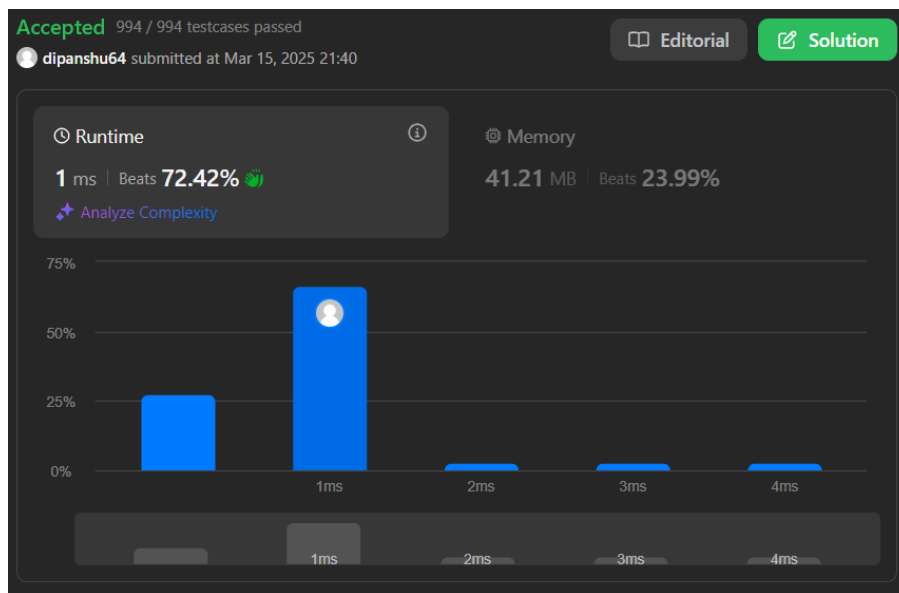 Accepted 994 / 994 testcases passed
Editorial
Solution
dipanshu64 submitted at Mar 15, 2025 21:40
Runtime
1 ms | Beats 72.42%
Analyze Complexity
Memory
41.21 MB | Beats 23.99%
75%
50%
25%
0%
1ms 2ms 3ms 4ms
1ms 2ms 3ms 4ms